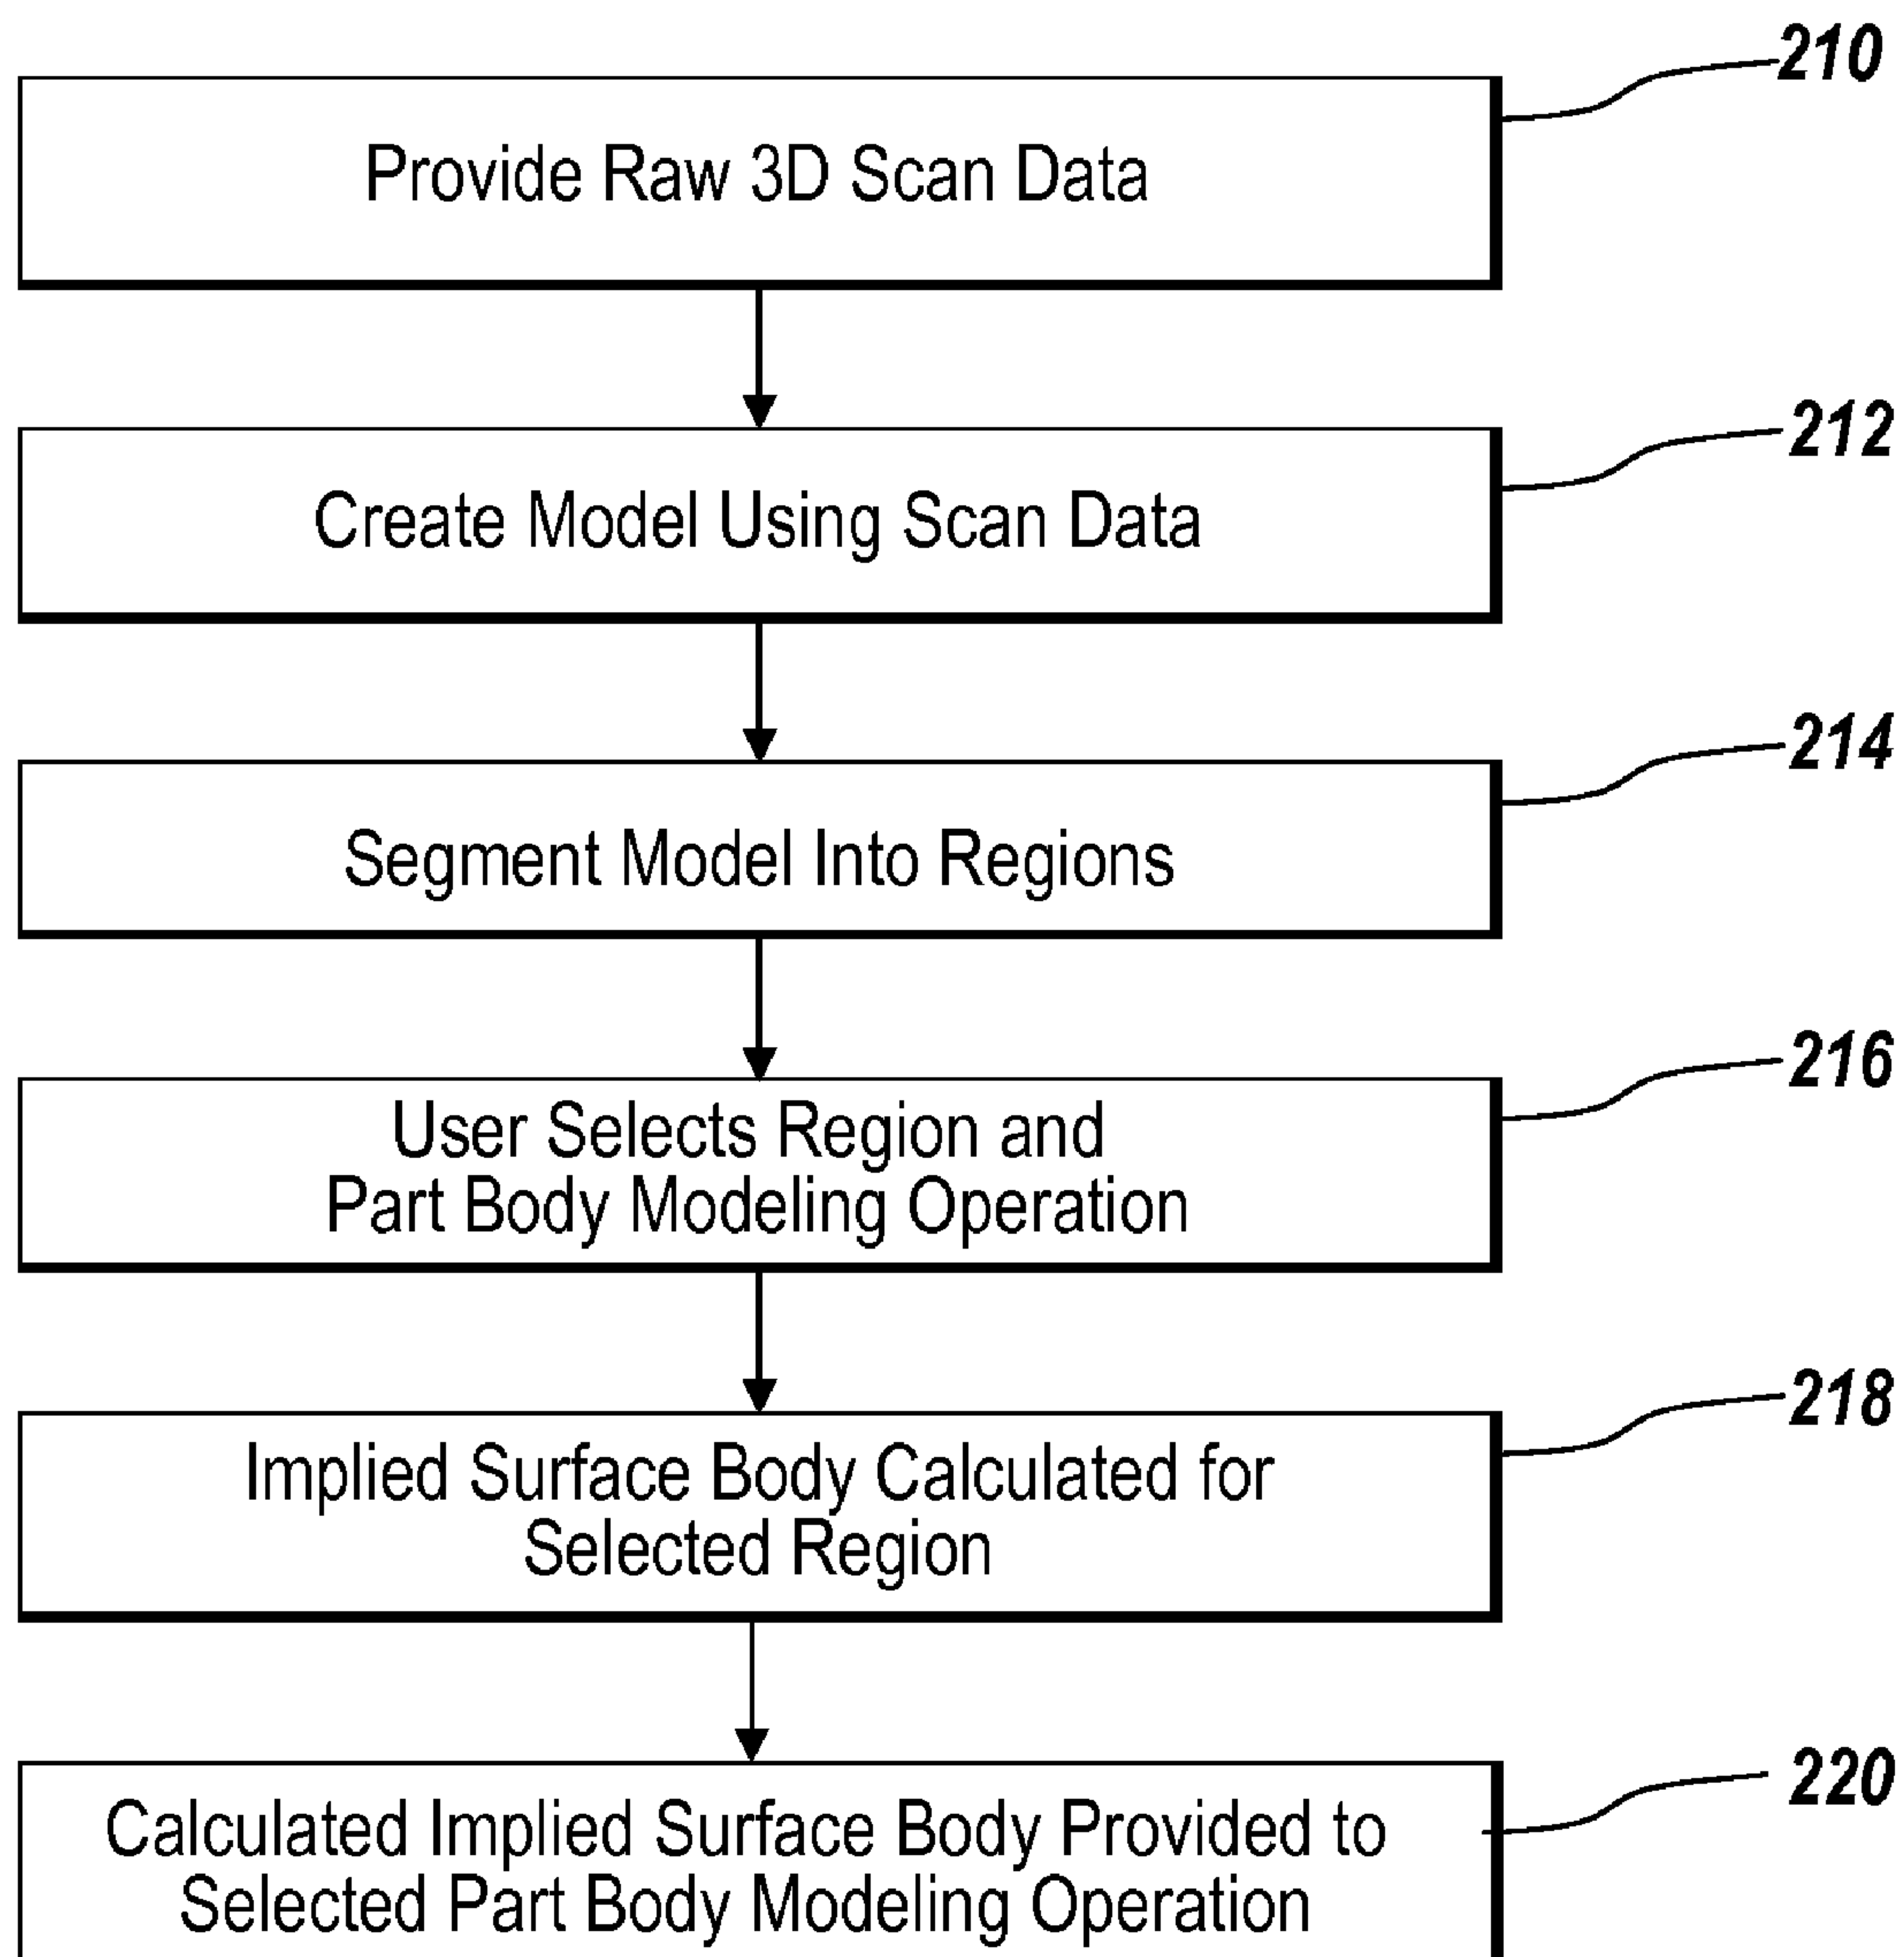 210
Provide Raw 3D Scan Data
212
Create Model Using Scan Data
214
Segment Model Into Regions
216
User Selects Region and
Part Body Modeling Operation
218
Implied Surface Body Calculated for
Selected Region
220
Calculated Implied Surface Body Provided to
Selected Part Body Modeling Operation